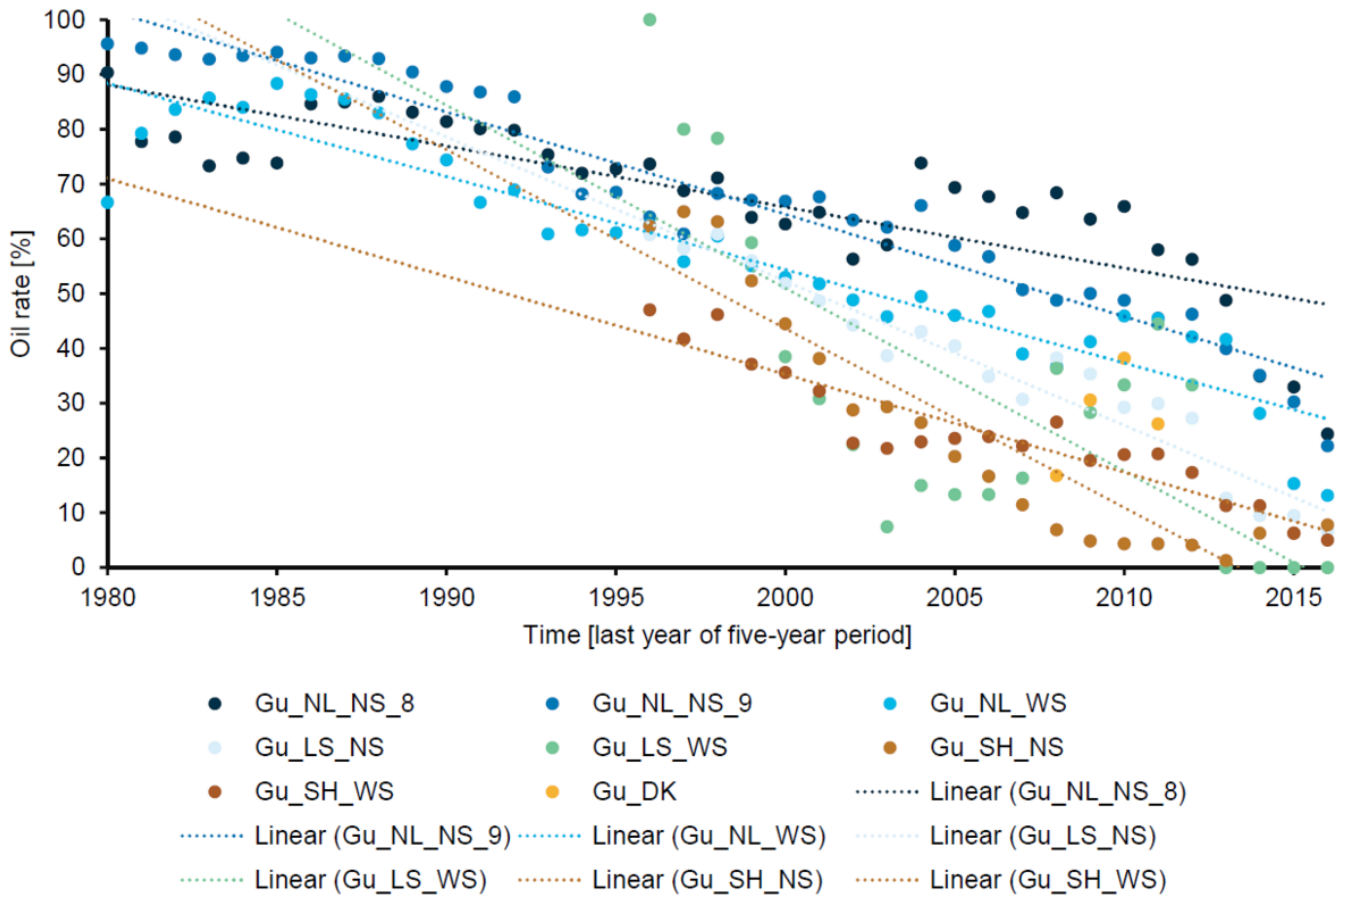 Oil rate [%]
100
90
80
70
60
50
40
30
20
10
0
1980 1985 1990 1995 2000 2005 2010 2015
Time [last year of five-year period]
Gu_NL_NS_8 Gu_NL_NS_9 Gu_NL_WS
Gu_LS_NS Gu_LS_WS Gu_SH_NS
Gu_SH_WS Gu_DK Linear (Gu_NL_NS_8)
Linear (Gu_NL_NS_9) Linear (Gu_NL_WS) Linear (Gu_LS_NS)
Linear (Gu_LS_WS) Linear (Gu_SH_NS) Linear (Gu_SH_WS)